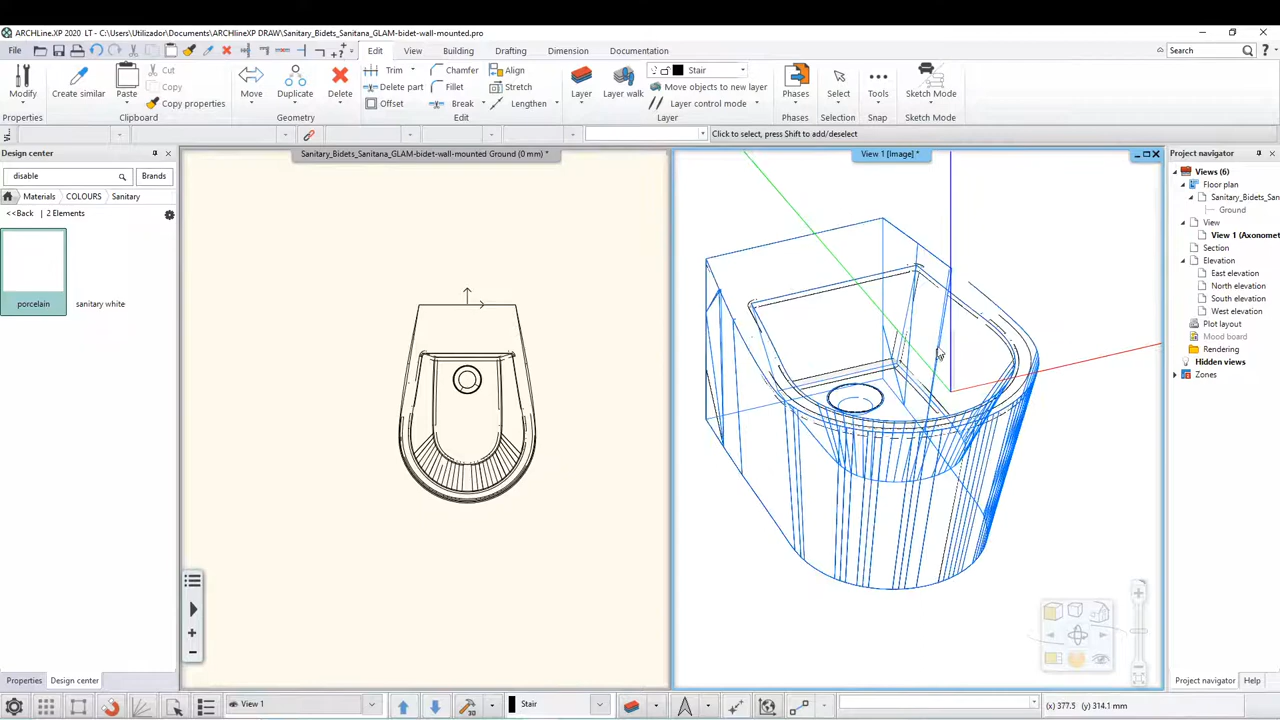 ARCHLine.XP 2020 LT - C:\Users\Utilizador\Documents\ARCHlineXP DRAW\Sanitary_Bidets_Sanitana_GLAM-bidet-wall-mounted.pro
File Edit View Building Drafting Dimension Documentation Search
Modify Create similar Paste Cut Copy Copy properties Move Duplicate Delete Trim Delete part Offset Chamfer Fillet Break Align Stretch Length Layer Layer walk Stair Move objects to new layer Layer control mode Phases Select Tools Sketch Mode
Properties Clipboard Geometry Edit Layer Phases Selection Snap Sketch Mode
Click to select, press Shift to add/deselect
Design center
disable Brands
Materials COLOURS Sanitary
<<Back | 2 Elements
porcelain sanitary white
Sanitary_Bidets_Sanitana_GLAM-bidet-wall-mounted Ground (0 mm) *
View 1 [Image] *
Project navigator
Views (6)
Floor plan
Sanitary_Bidets_San
Ground
View
View 1 (Axonome
Section
Elevation
East elevation
North elevation
South elevation
West elevation
Plot layout
Mood board
Rendering
Hidden views
Zones
Properties Design center
Project navigator Help
View 1 Stair (x) 377.5 (y) 314.1 mm